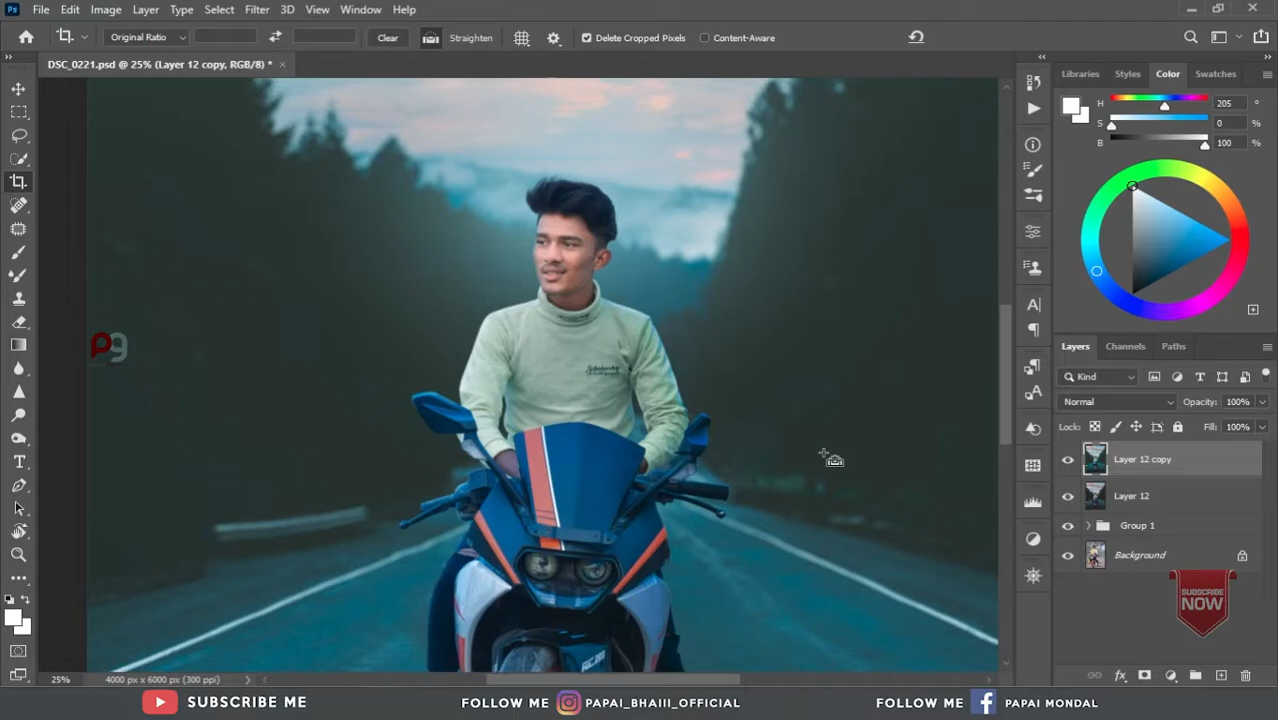 Ps File Edit Image Layer Type Select Filter 3D View Window Help
Original Ratio Clear Straighten Delete Cropped Pixels Content-Aware
DSC_0221.psd @ 25% (Layer 12 copy, RGB/8) *
Libraries Styles Color Swatches
H 205 °
S 0 %
B 100 %
Pg
Layers Channels Paths
Kind
Normal Opacity: 100%
Lock: Fill: 100%
Layer 12 copy
Layer 12
Group 1
Background
SUBSCRIBE
NOW
25% 4000 px x 6000 px (300 ppi)
SUBSCRIBE ME FOLLOW ME PAPAI_BHAIII_OFFICIAL FOLLOW ME PAPAI MONDAL